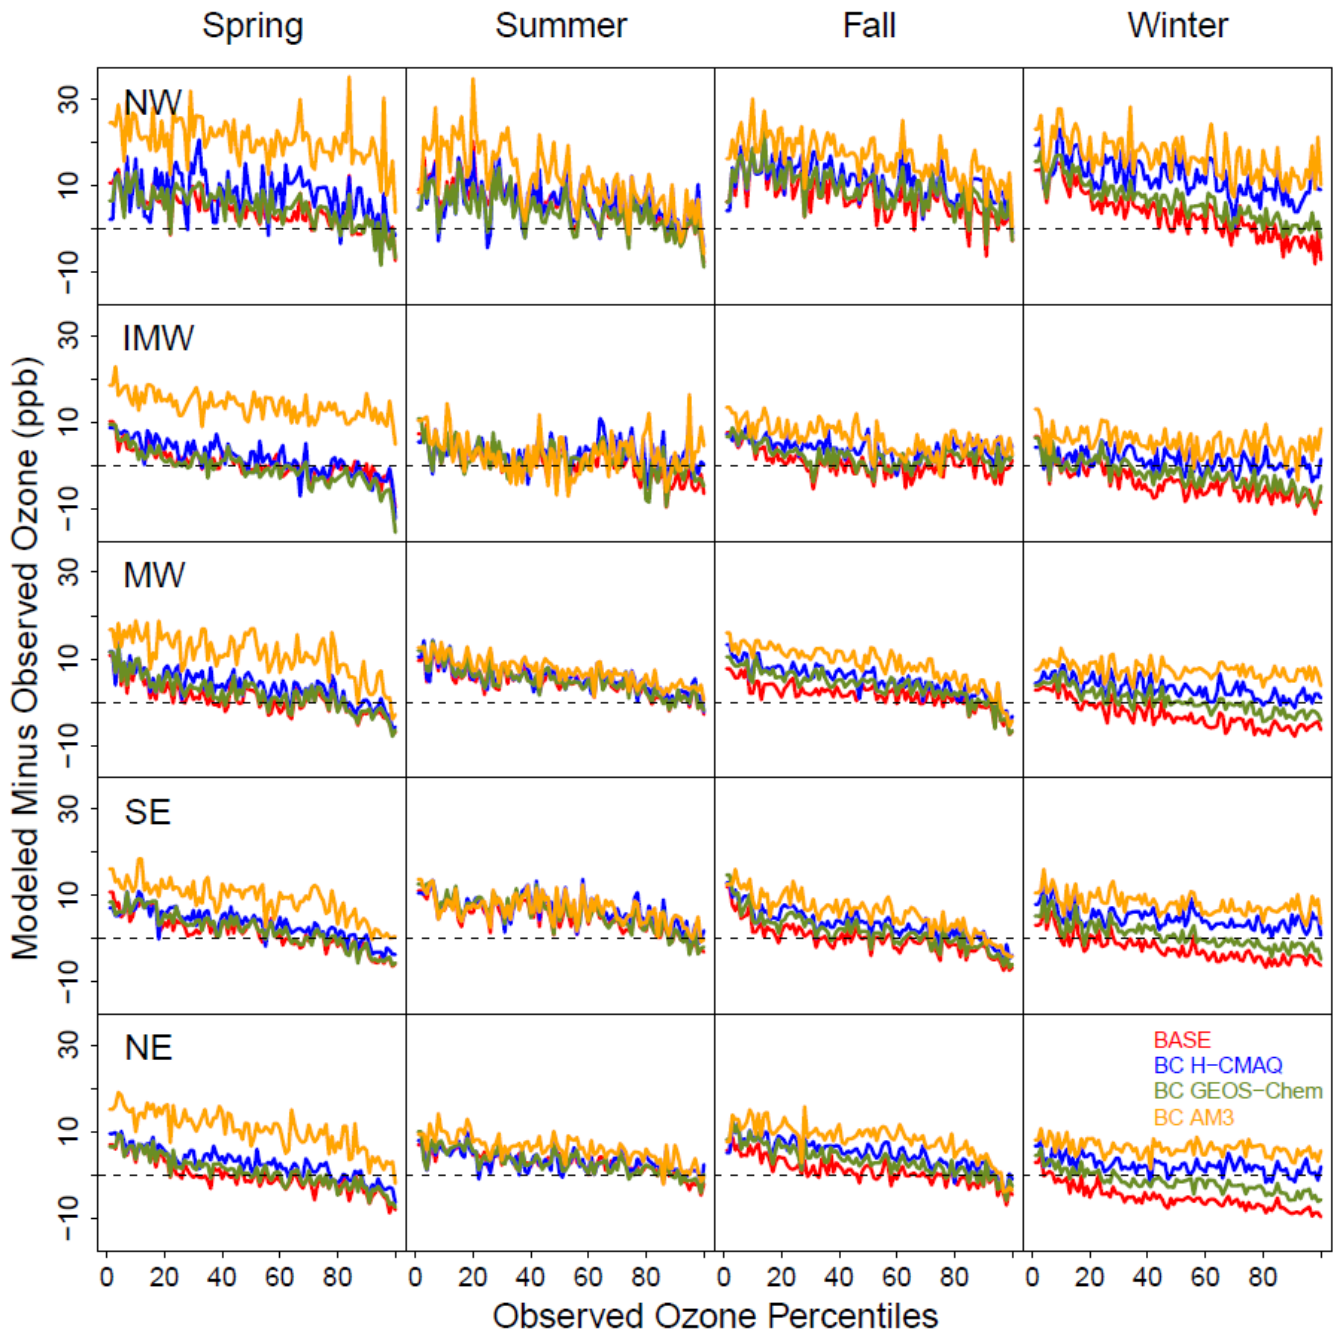 Spring Summer Fall Winter
Modeled Minus Observed Ozone (ppb)
NW
30
10
−10
IMW
30
10
−10
MW
30
10
−10
SE
30
10
−10
NE
30
10
−10
BASE
BC H−CMAQ
BC GEOS−Chem
BC AM3
0 20 40 60 80 0 20 40 60 80 0 20 40 60 80 0 20 40 60 80
Observed Ozone Percentiles